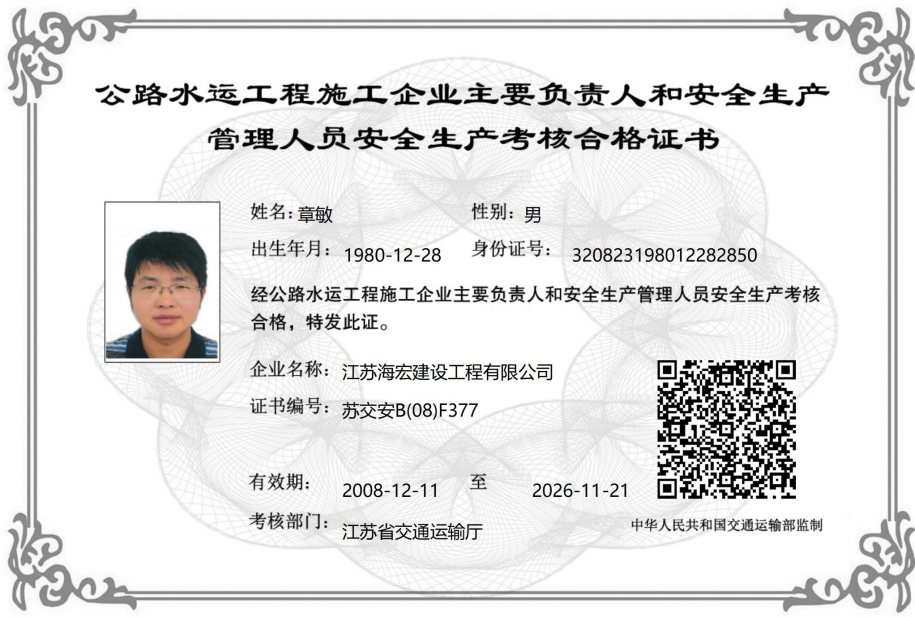 公路水运工程施工企业主要负责人和安全生产
管理人员安全生产考核合格证书
姓名：章敏 性别：男
出生年月：1980-12-28 身份证号：320823198012282850
经公路水运工程施工企业主要负责人和安全生产管理人员安全生产考核
合格，特发此证。
企业名称：江苏海宏建设工程有限公司
证书编号：苏交安B(08)F377
有效期：2008-12-11 至 2026-11-21
考核部门：江苏省交通运输厅
中华人民共和国交通运输部监制